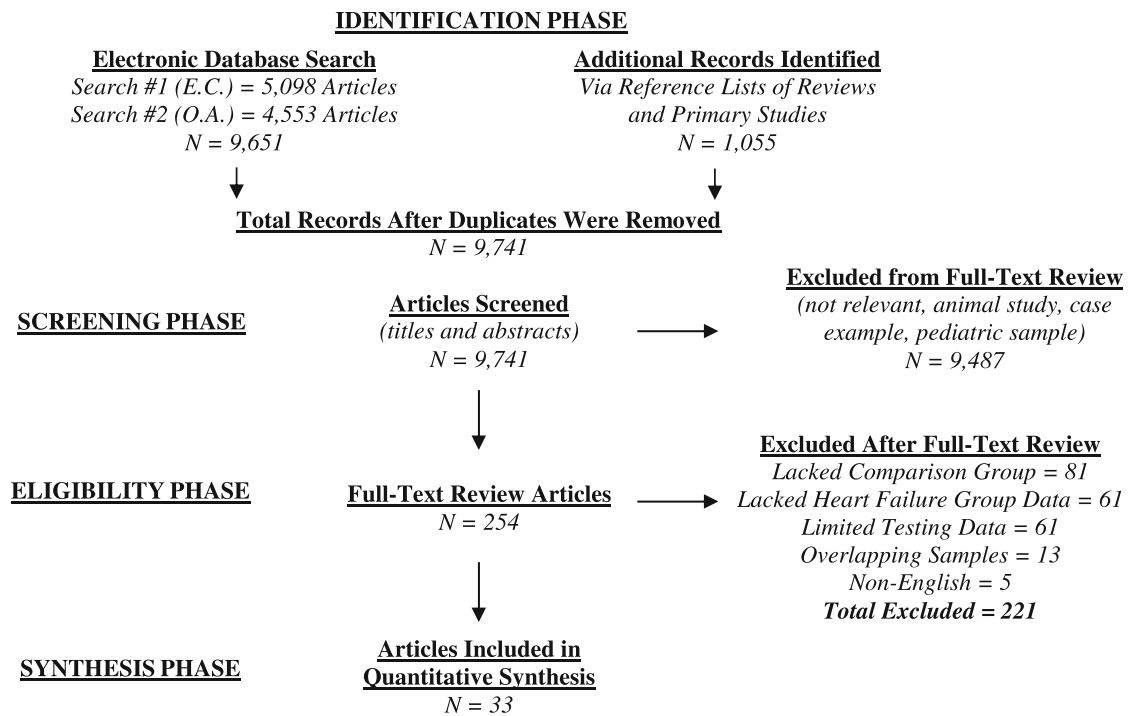 IDENTIFICATION PHASE
Electronic Database Search
Search #1 (E.C.) = 5,098 Articles
Search #2 (O.A.) = 4,553 Articles
N = 9,651
Additional Records Identified
Via Reference Lists of Reviews
and Primary Studies
N = 1,055
Total Records After Duplicates Were Removed
N = 9,741
SCREENING PHASE
Articles Screened
(titles and abstracts)
N = 9,741
Excluded from Full-Text Review
(not relevant, animal study, case
example, pediatric sample)
N = 9,487
ELIGIBILITY PHASE
Full-Text Review Articles
N = 254
Excluded After Full-Text Review
Lacked Comparison Group = 81
Lacked Heart Failure Group Data = 61
Limited Testing Data = 61
Overlapping Samples = 13
Non-English = 5
Total Excluded = 221
SYNTHESIS PHASE
Articles Included in
Quantitative Synthesis
N = 33